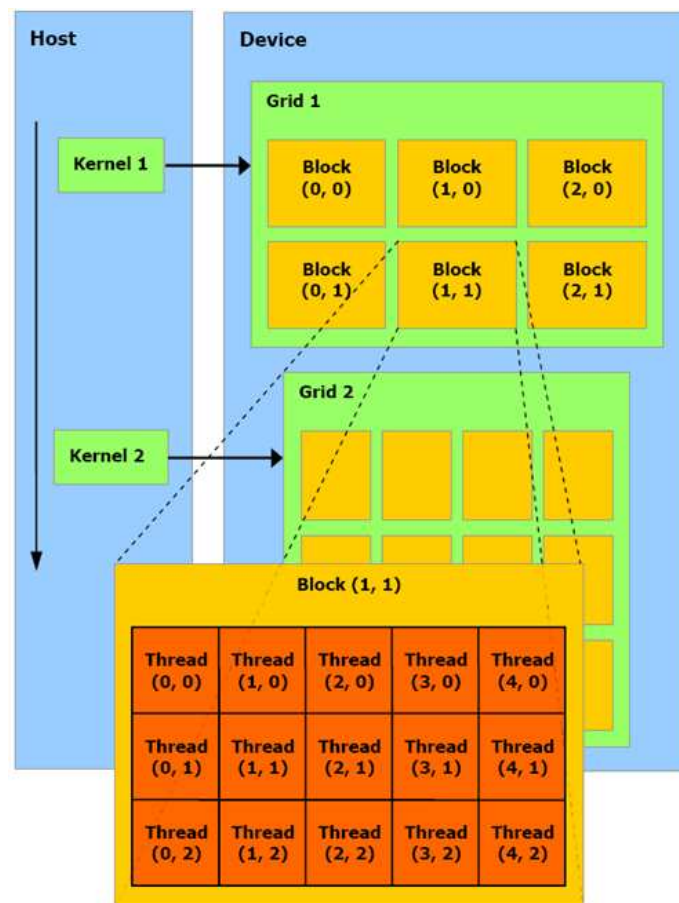 Host
Device
Grid 1
Kernel 1
Block Block Block
(0, 0) (1, 0) (2, 0)
Block Block Block
(0, 1) (1, 1) (2, 1)
Grid 2
Kernel 2
Block (1, 1)
Thread Thread Thread Thread Thread
(0, 0) (1, 0) (2, 0) (3, 0) (4, 0)
Thread Thread Thread Thread Thread
(0, 1) (1, 1) (2, 1) (3, 1) (4, 1)
Thread Thread Thread Thread Thread
(0, 2) (1, 2) (2, 2) (3, 2) (4, 2)